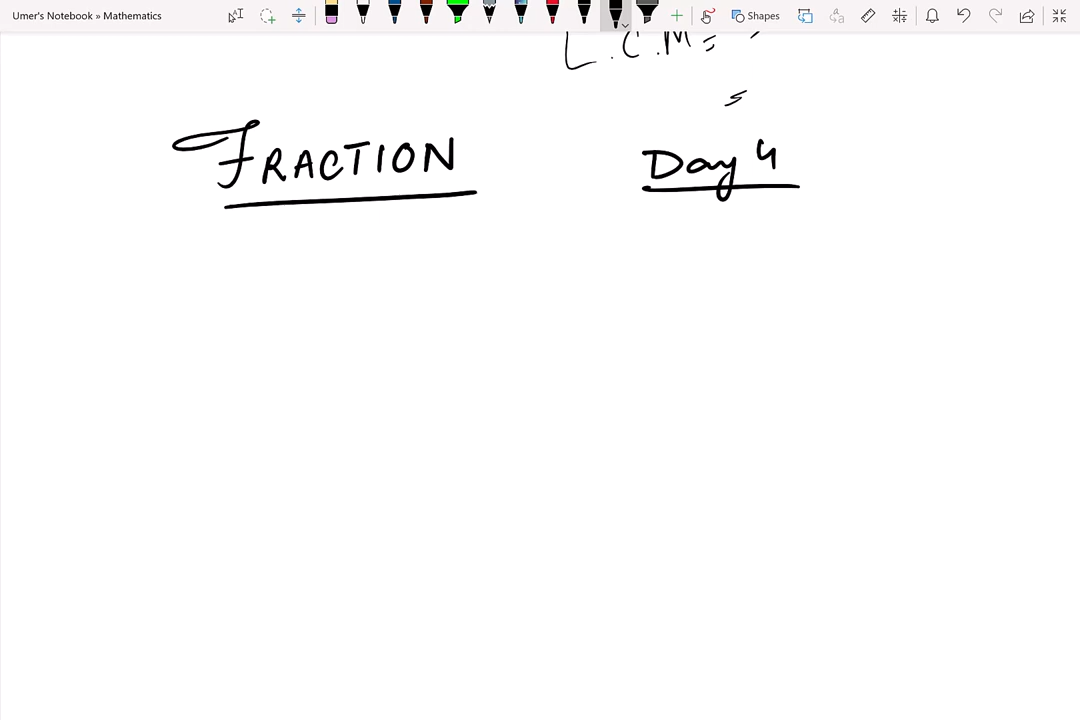 Umer's Notebook » Mathematics
Shapes
L.C.M =
=
FRACTION Day 4